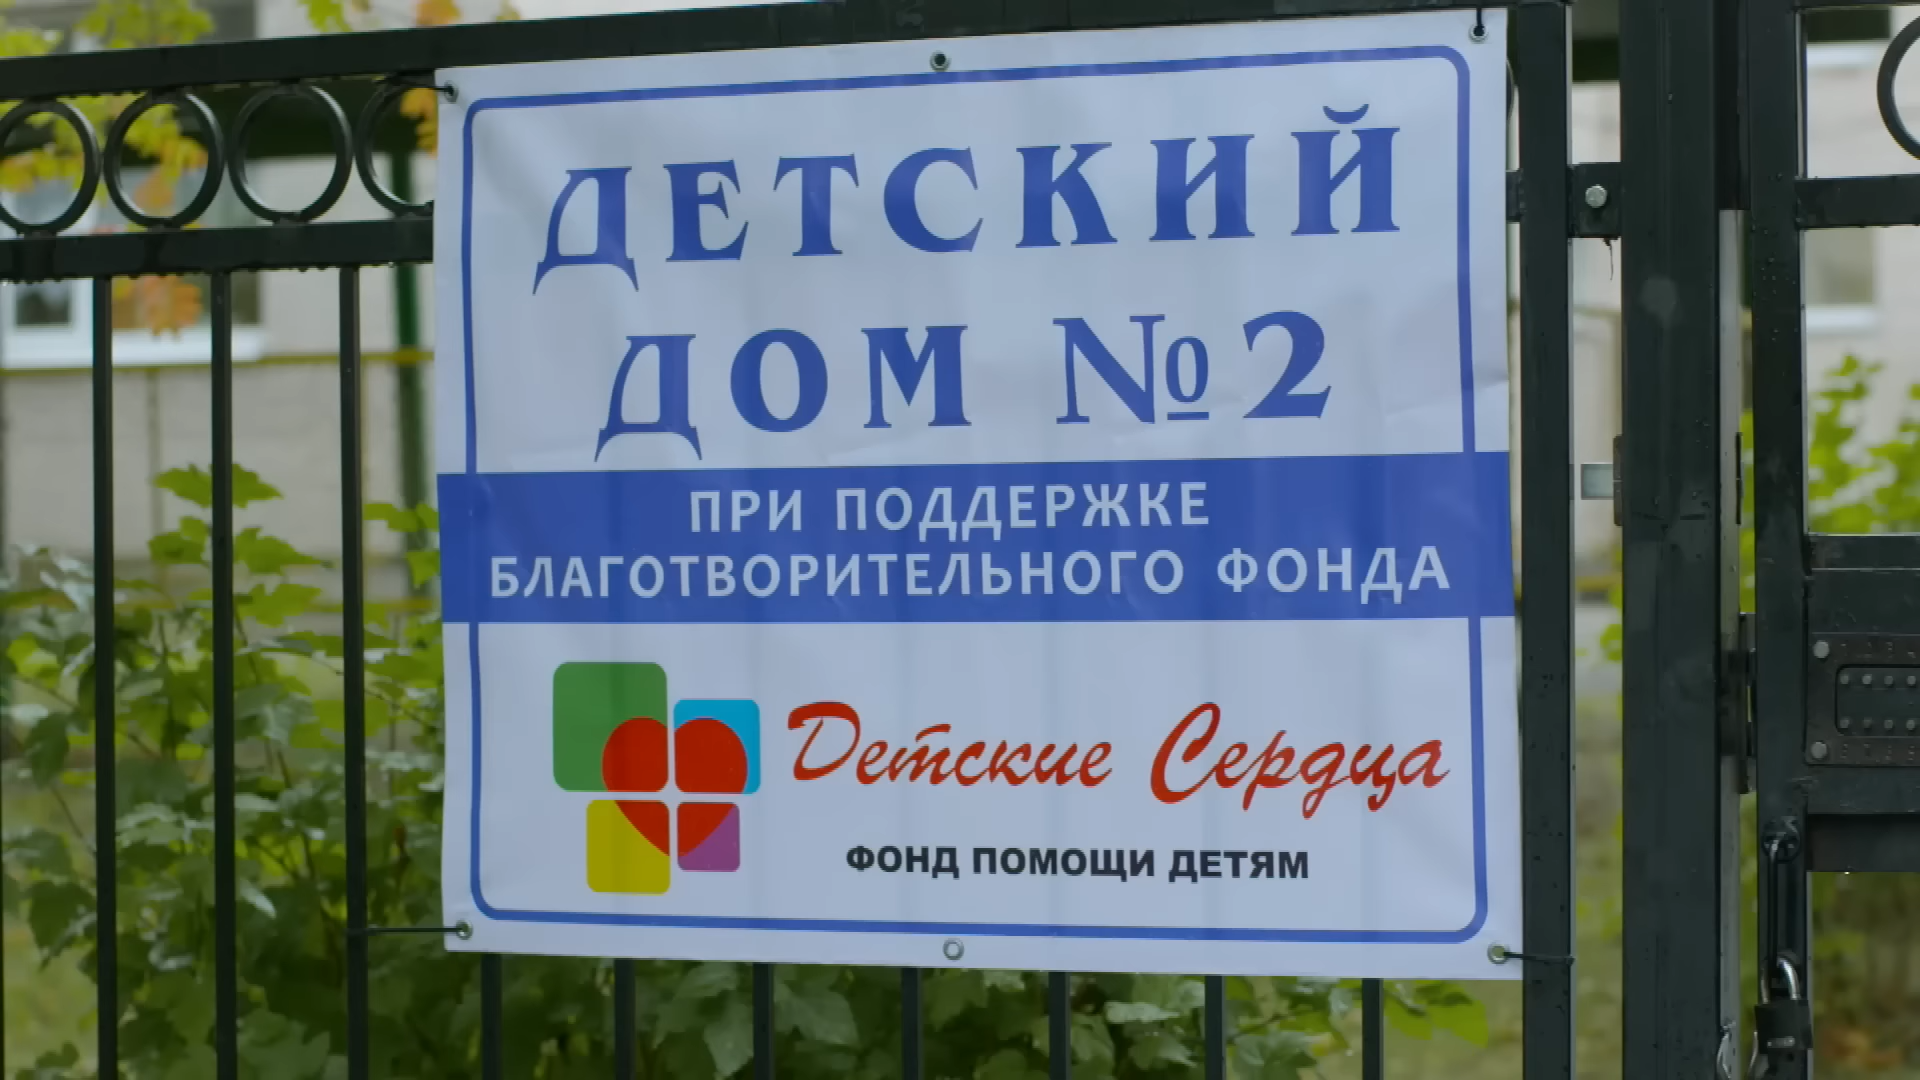 ДЕТСКИЙ
ДОМ №2
ПРИ ПОДДЕРЖКЕ
БЛАГОТВОРИТЕЛЬНОГО ФОНДА
Детские Сердца
ФОНД ПОМОЩИ ДЕТЯМ